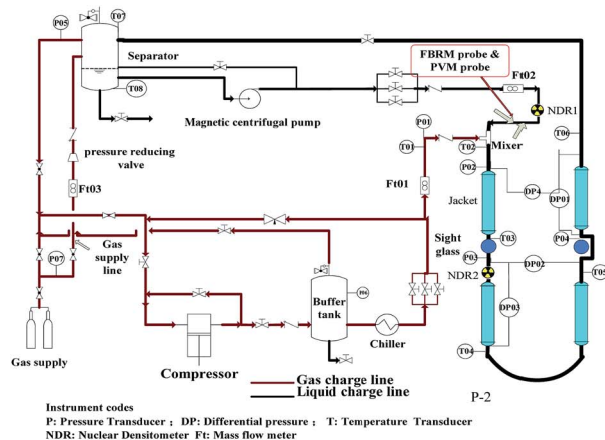 P05
T07
Separator
T08
Magnetic centrifugal pump
FBRM probe &
PVM probe
Ft02
NDR1
P01
T01
T02
Mixer
T06
P02
pressure reducing
valve
Ft03
Ft01
Jacket
DP4
DP01
Gas
supply
line
P07
Sight
glass
T03
P04
P03
DP02
NDR2
T05
Buffer
tank
DP03
Gas supply
Compressor
Chiller
T04
Gas charge line
Liquid charge line
P-2
Instrument codes
P: Pressure Transducer ; DP: Differential pressure ; T: Temperature Transducer
NDR: Nuclear Densitometer Ft: Mass flow meter